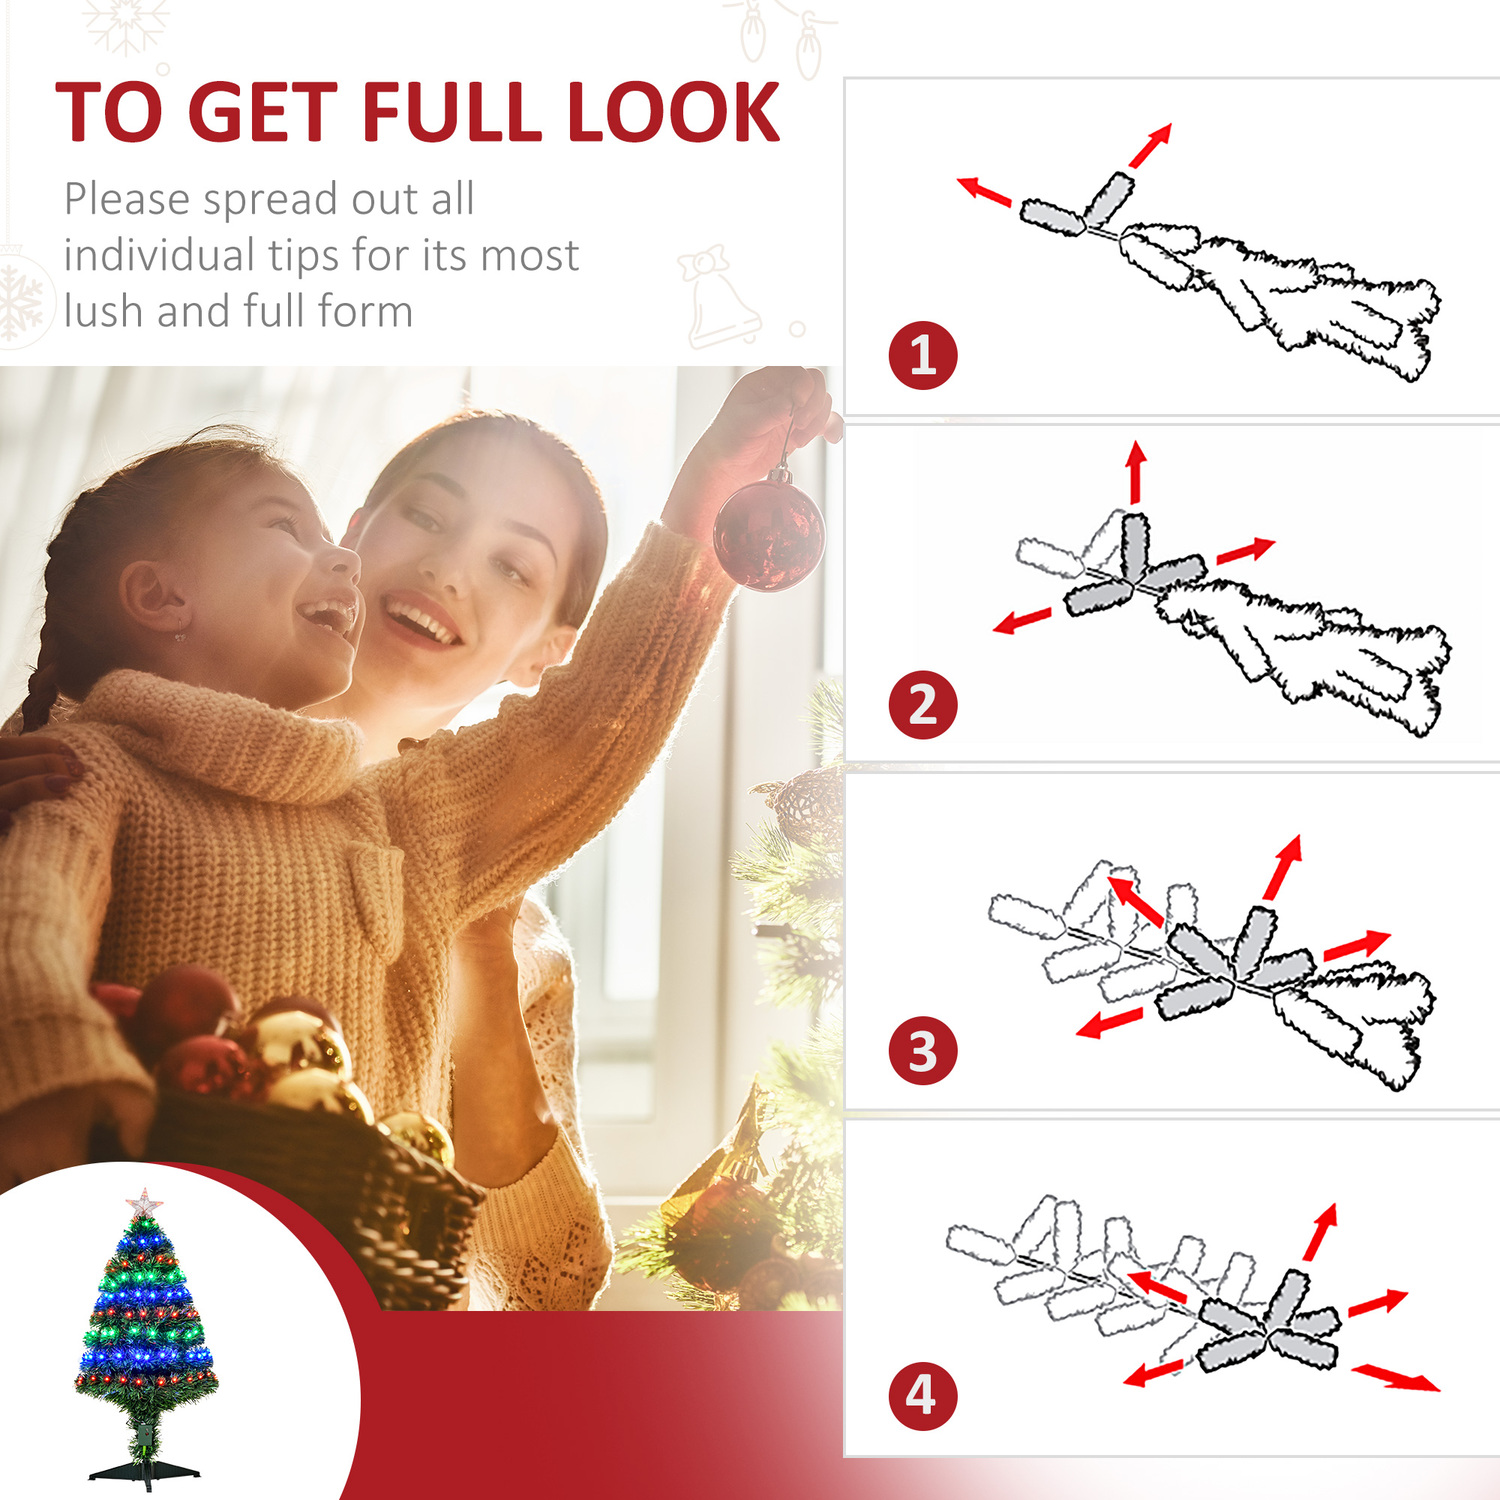 TO GET FULL LOOK
Please spread out all
individual tips for its most
lush and full form
1
2
3
4